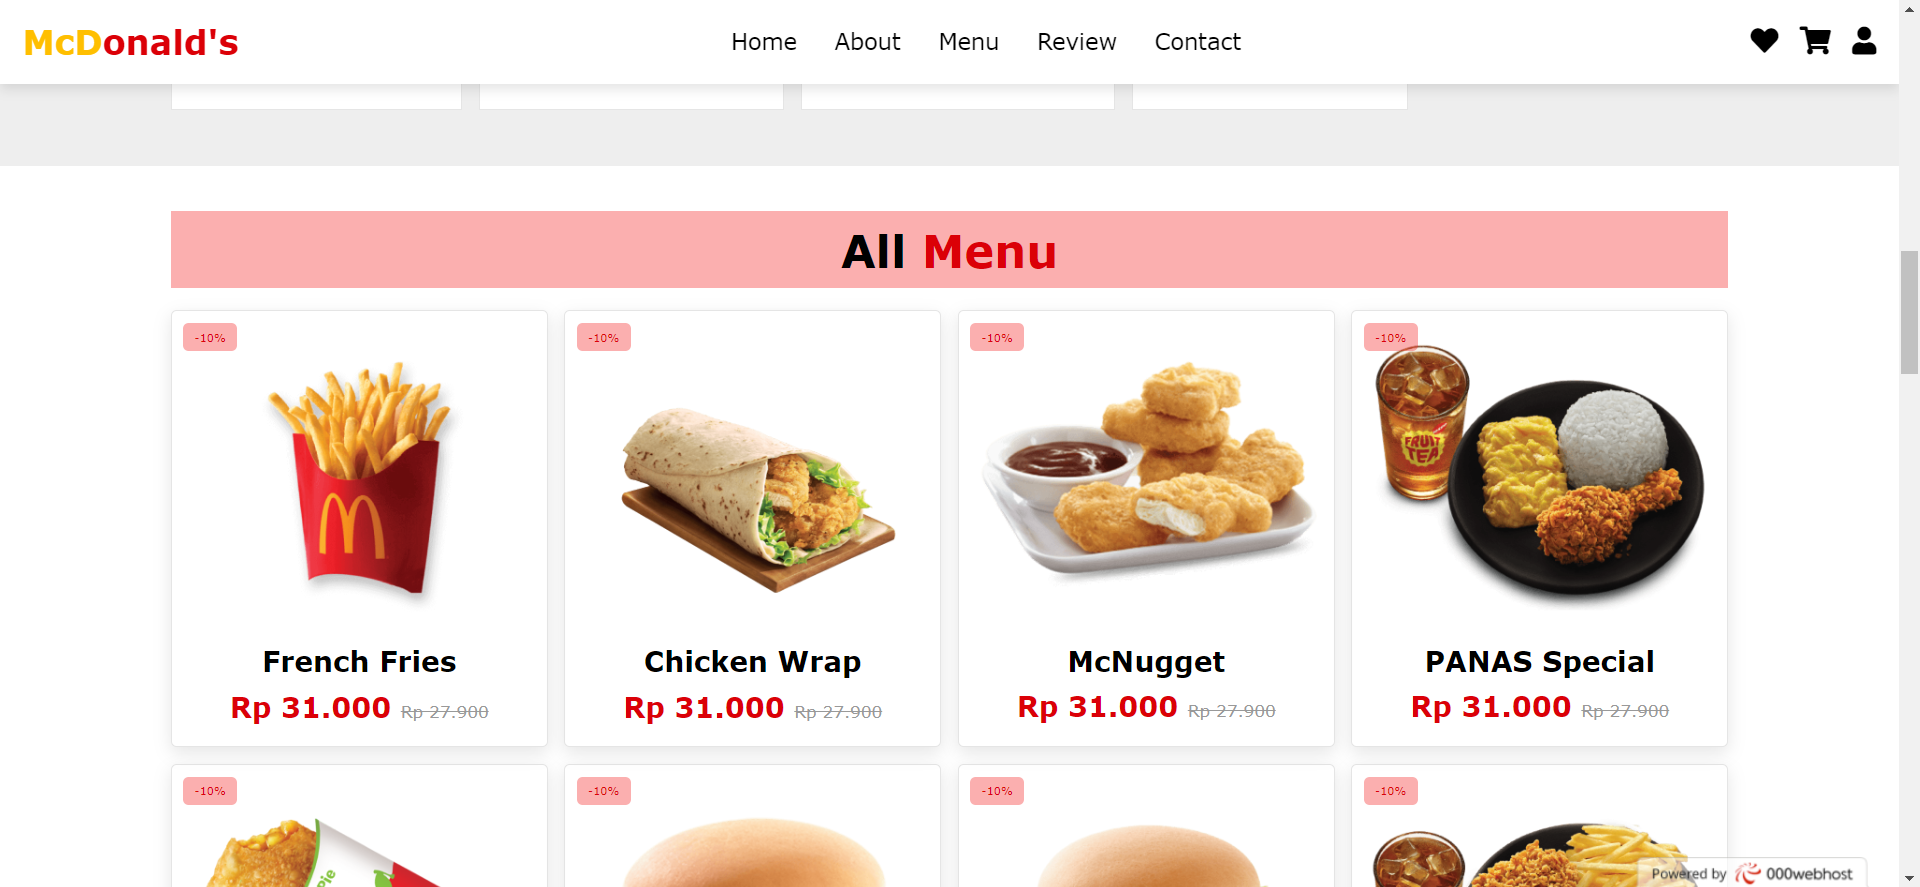 McDonald's
Home About Menu Review Contact
All Menu
-10%
-10%
-10%
-10%
FRUIT
TEA
French Fries
Rp 31.000 Rp 27.900
Chicken Wrap
Rp 31.000 Rp 27.900
McNugget
Rp 31.000 Rp 27.900
PANAS Special
Rp 31.000 Rp 27.900
-10%
-10%
-10%
-10%
Pie
Powered by 000webhost